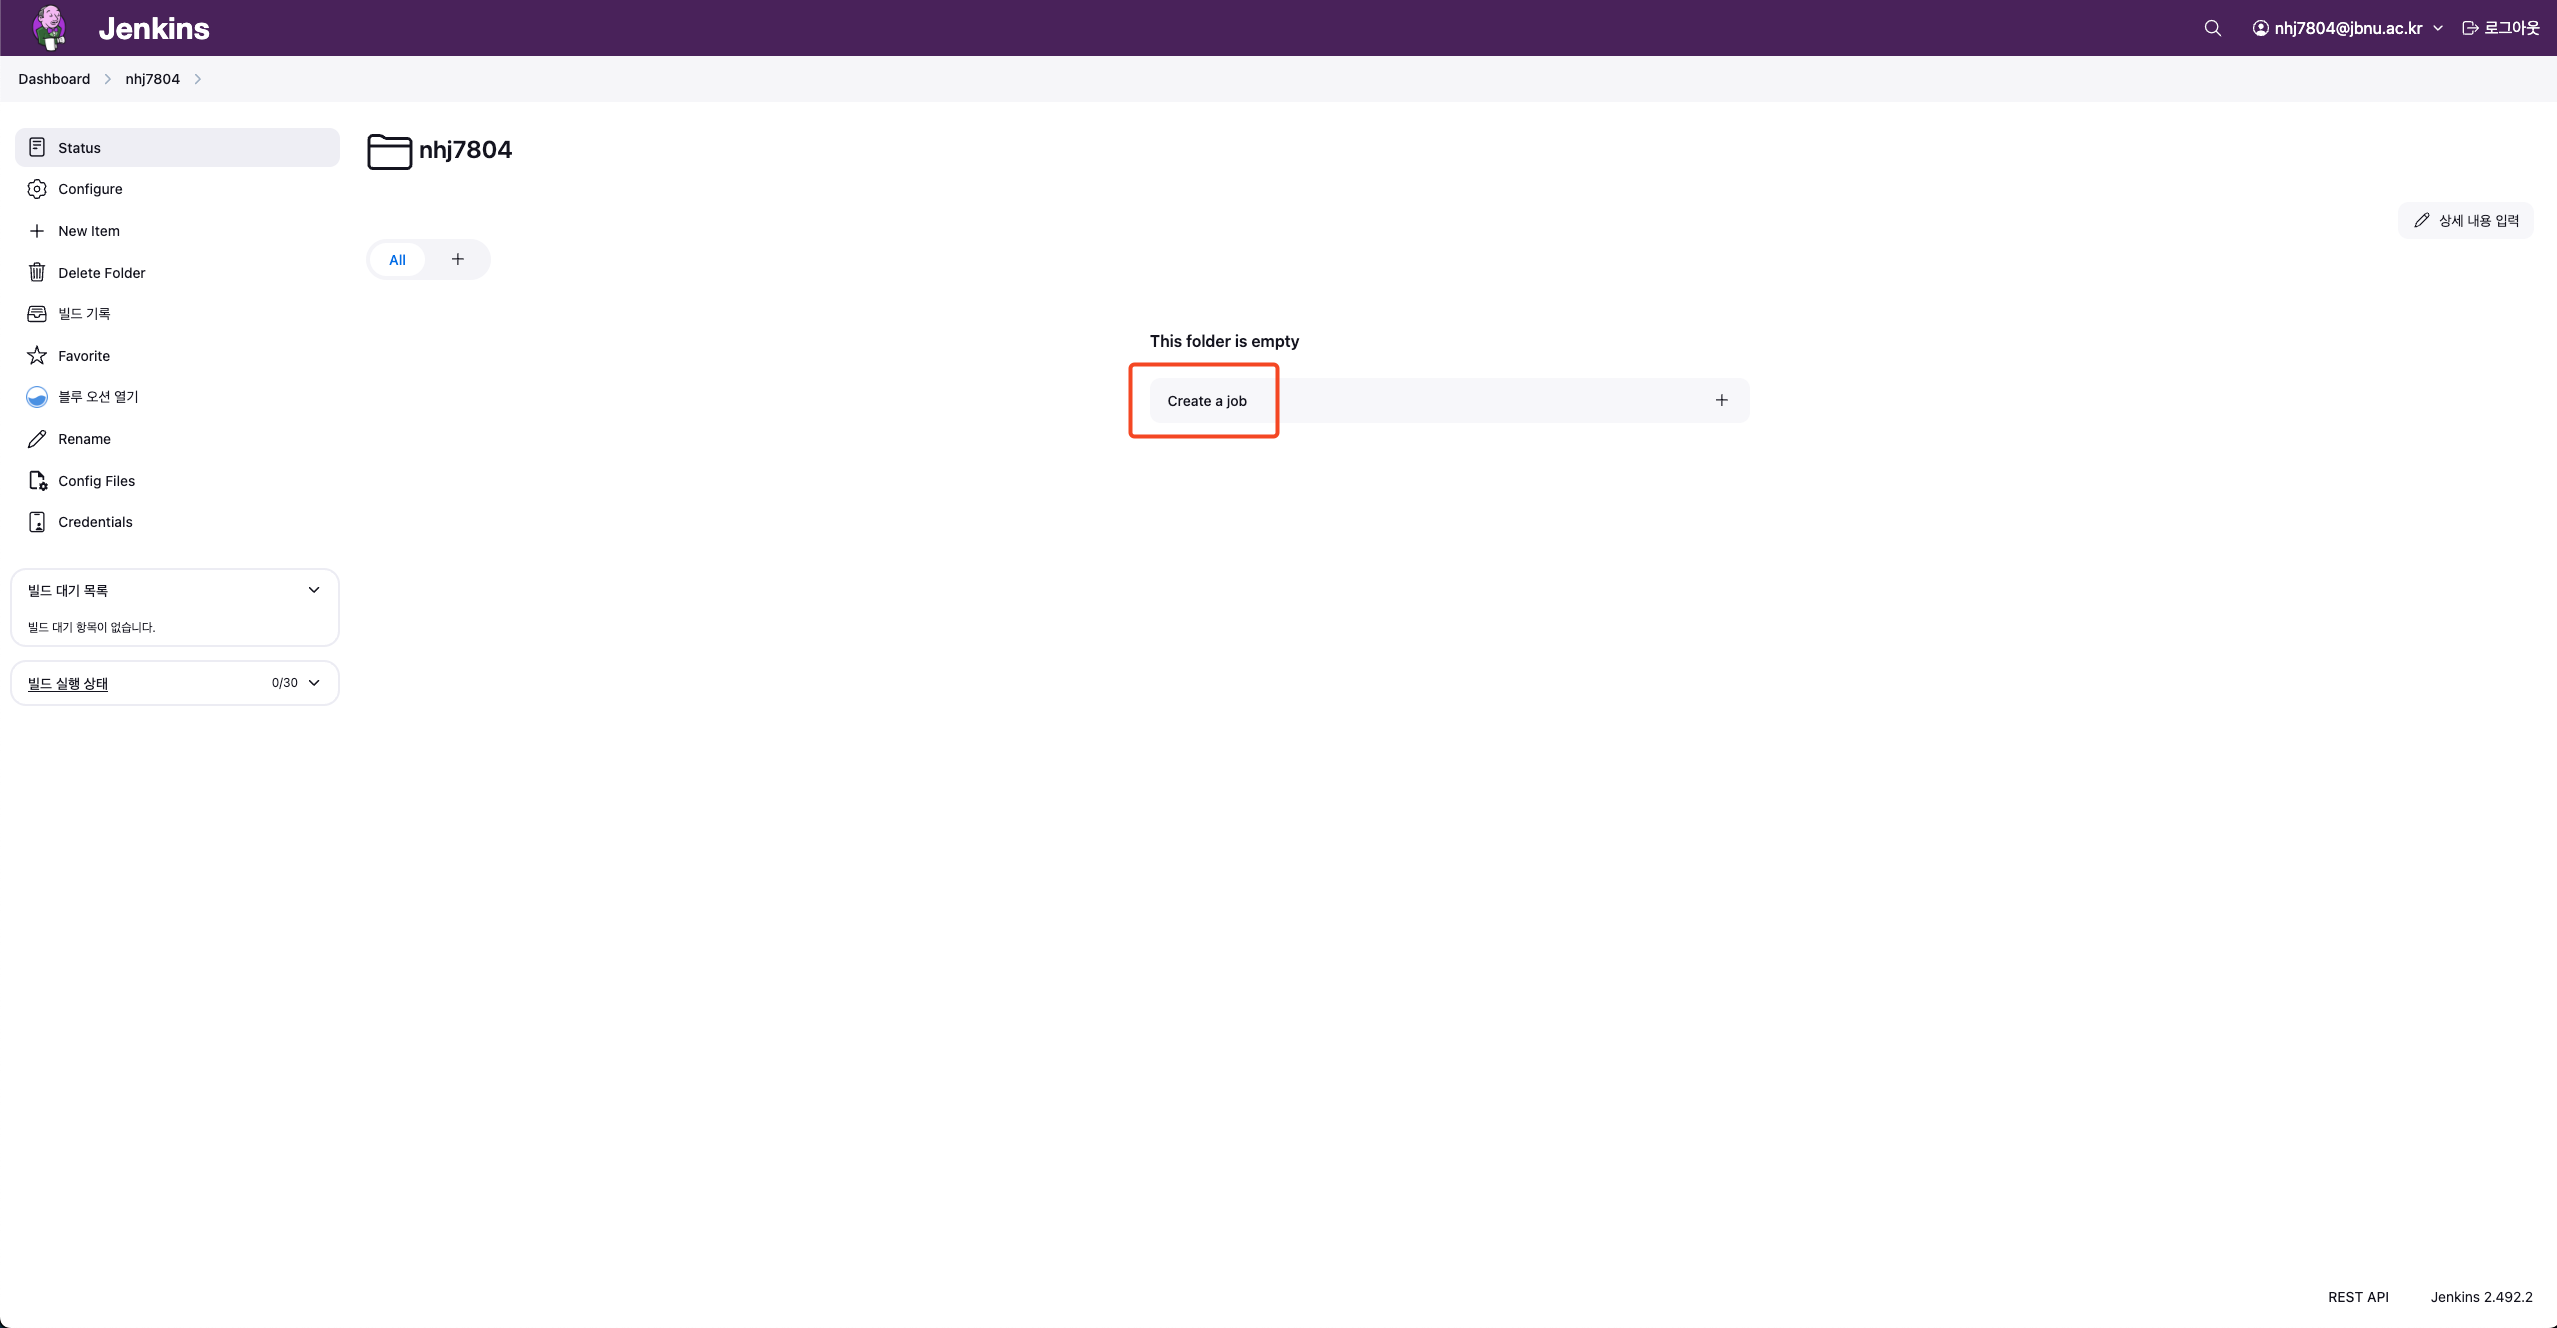 Jenkins
nhj7804@jbnu.ac.kr
로그아웃
Dashboard
nhj7804
Status
Configure
New Item
Delete Folder
빌드 기록
Favorite
블루 오션 열기
Rename
Config Files
Credentials
빌드 대기 목록
빌드 대기 항목이 없습니다.
빌드 실행 상태
0/30
nhj7804
상세 내용 입력
All
This folder is empty
Create a job
REST API
Jenkins 2.492.2